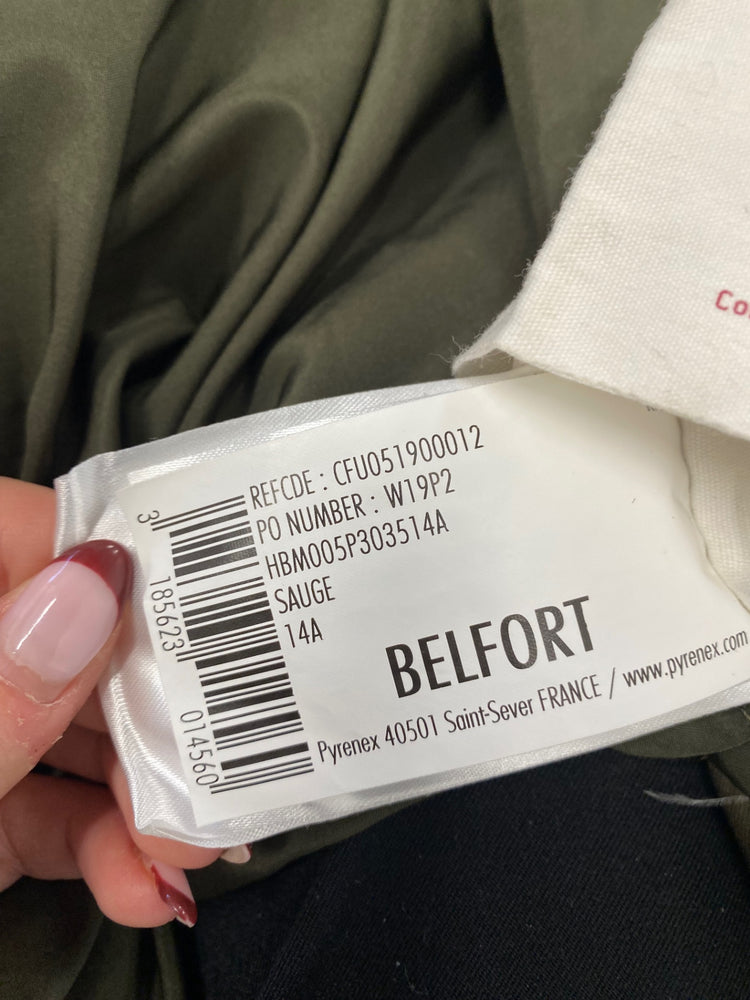 REFCDE : CFU051900012
PO NUMBER : W19P2
HBM005P303514A
SAUGE
14A
BELFORT
Pyrenex 40501 Saint-Sever FRANCE / www.pyrenex.com
3 185623 014560